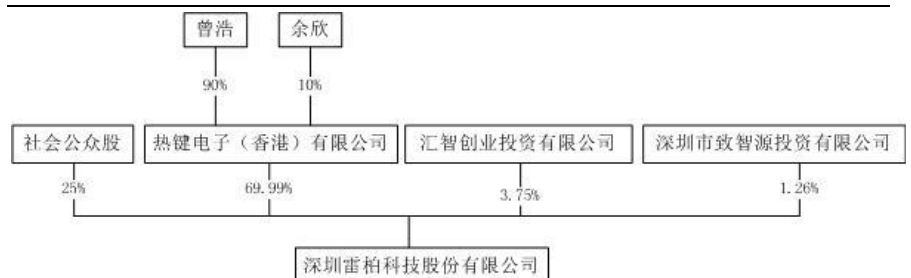 曾浩 余欣
90% 10%
社会公众股 热键电子（香港）有限公司 汇智创业投资有限公司 深圳市致智源投资有限公司
25% 69.99% 3.75% 1.26%
深圳雷柏科技股份有限公司